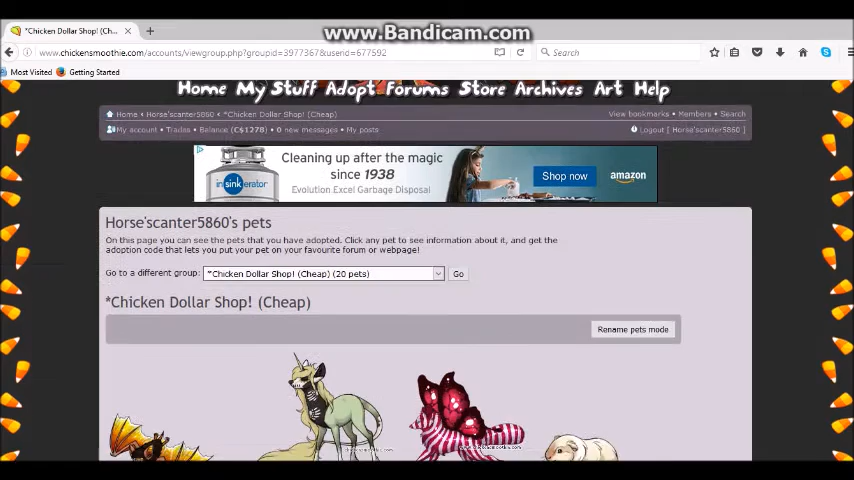 www.Bandicam.com
*Chicken Dollar Shop! (Ch...
www.chickensmoothie.com/accounts/viewgroup.php?groupid=3977367&userid=677592
Search
Most Visited Getting Started
Home My Stuff Adopt Forums Store Archives Art Help
Home ‹ Horse'scanter5860 ‹ *Chicken Dollar Shop! (Cheap)
View bookmarks • Members • Search
My account • Trades • Balance (C$1278) • 0 new messages • My posts
Logout [ Horse'scanter5860 ]
insinkerator
Cleaning up after the magic
since 1938
Evolution Excel Garbage Disposal
Shop now
amazon
Horse'scanter5860's pets
On this page you can see the pets that you have adopted. Click any pet to see information about it, and get the
adoption code that lets you put your pet on your favourite forum or webpage!
Go to a different group: *Chicken Dollar Shop! (Cheap) (20 pets) Go
*Chicken Dollar Shop! (Cheap)
Rename pets mode